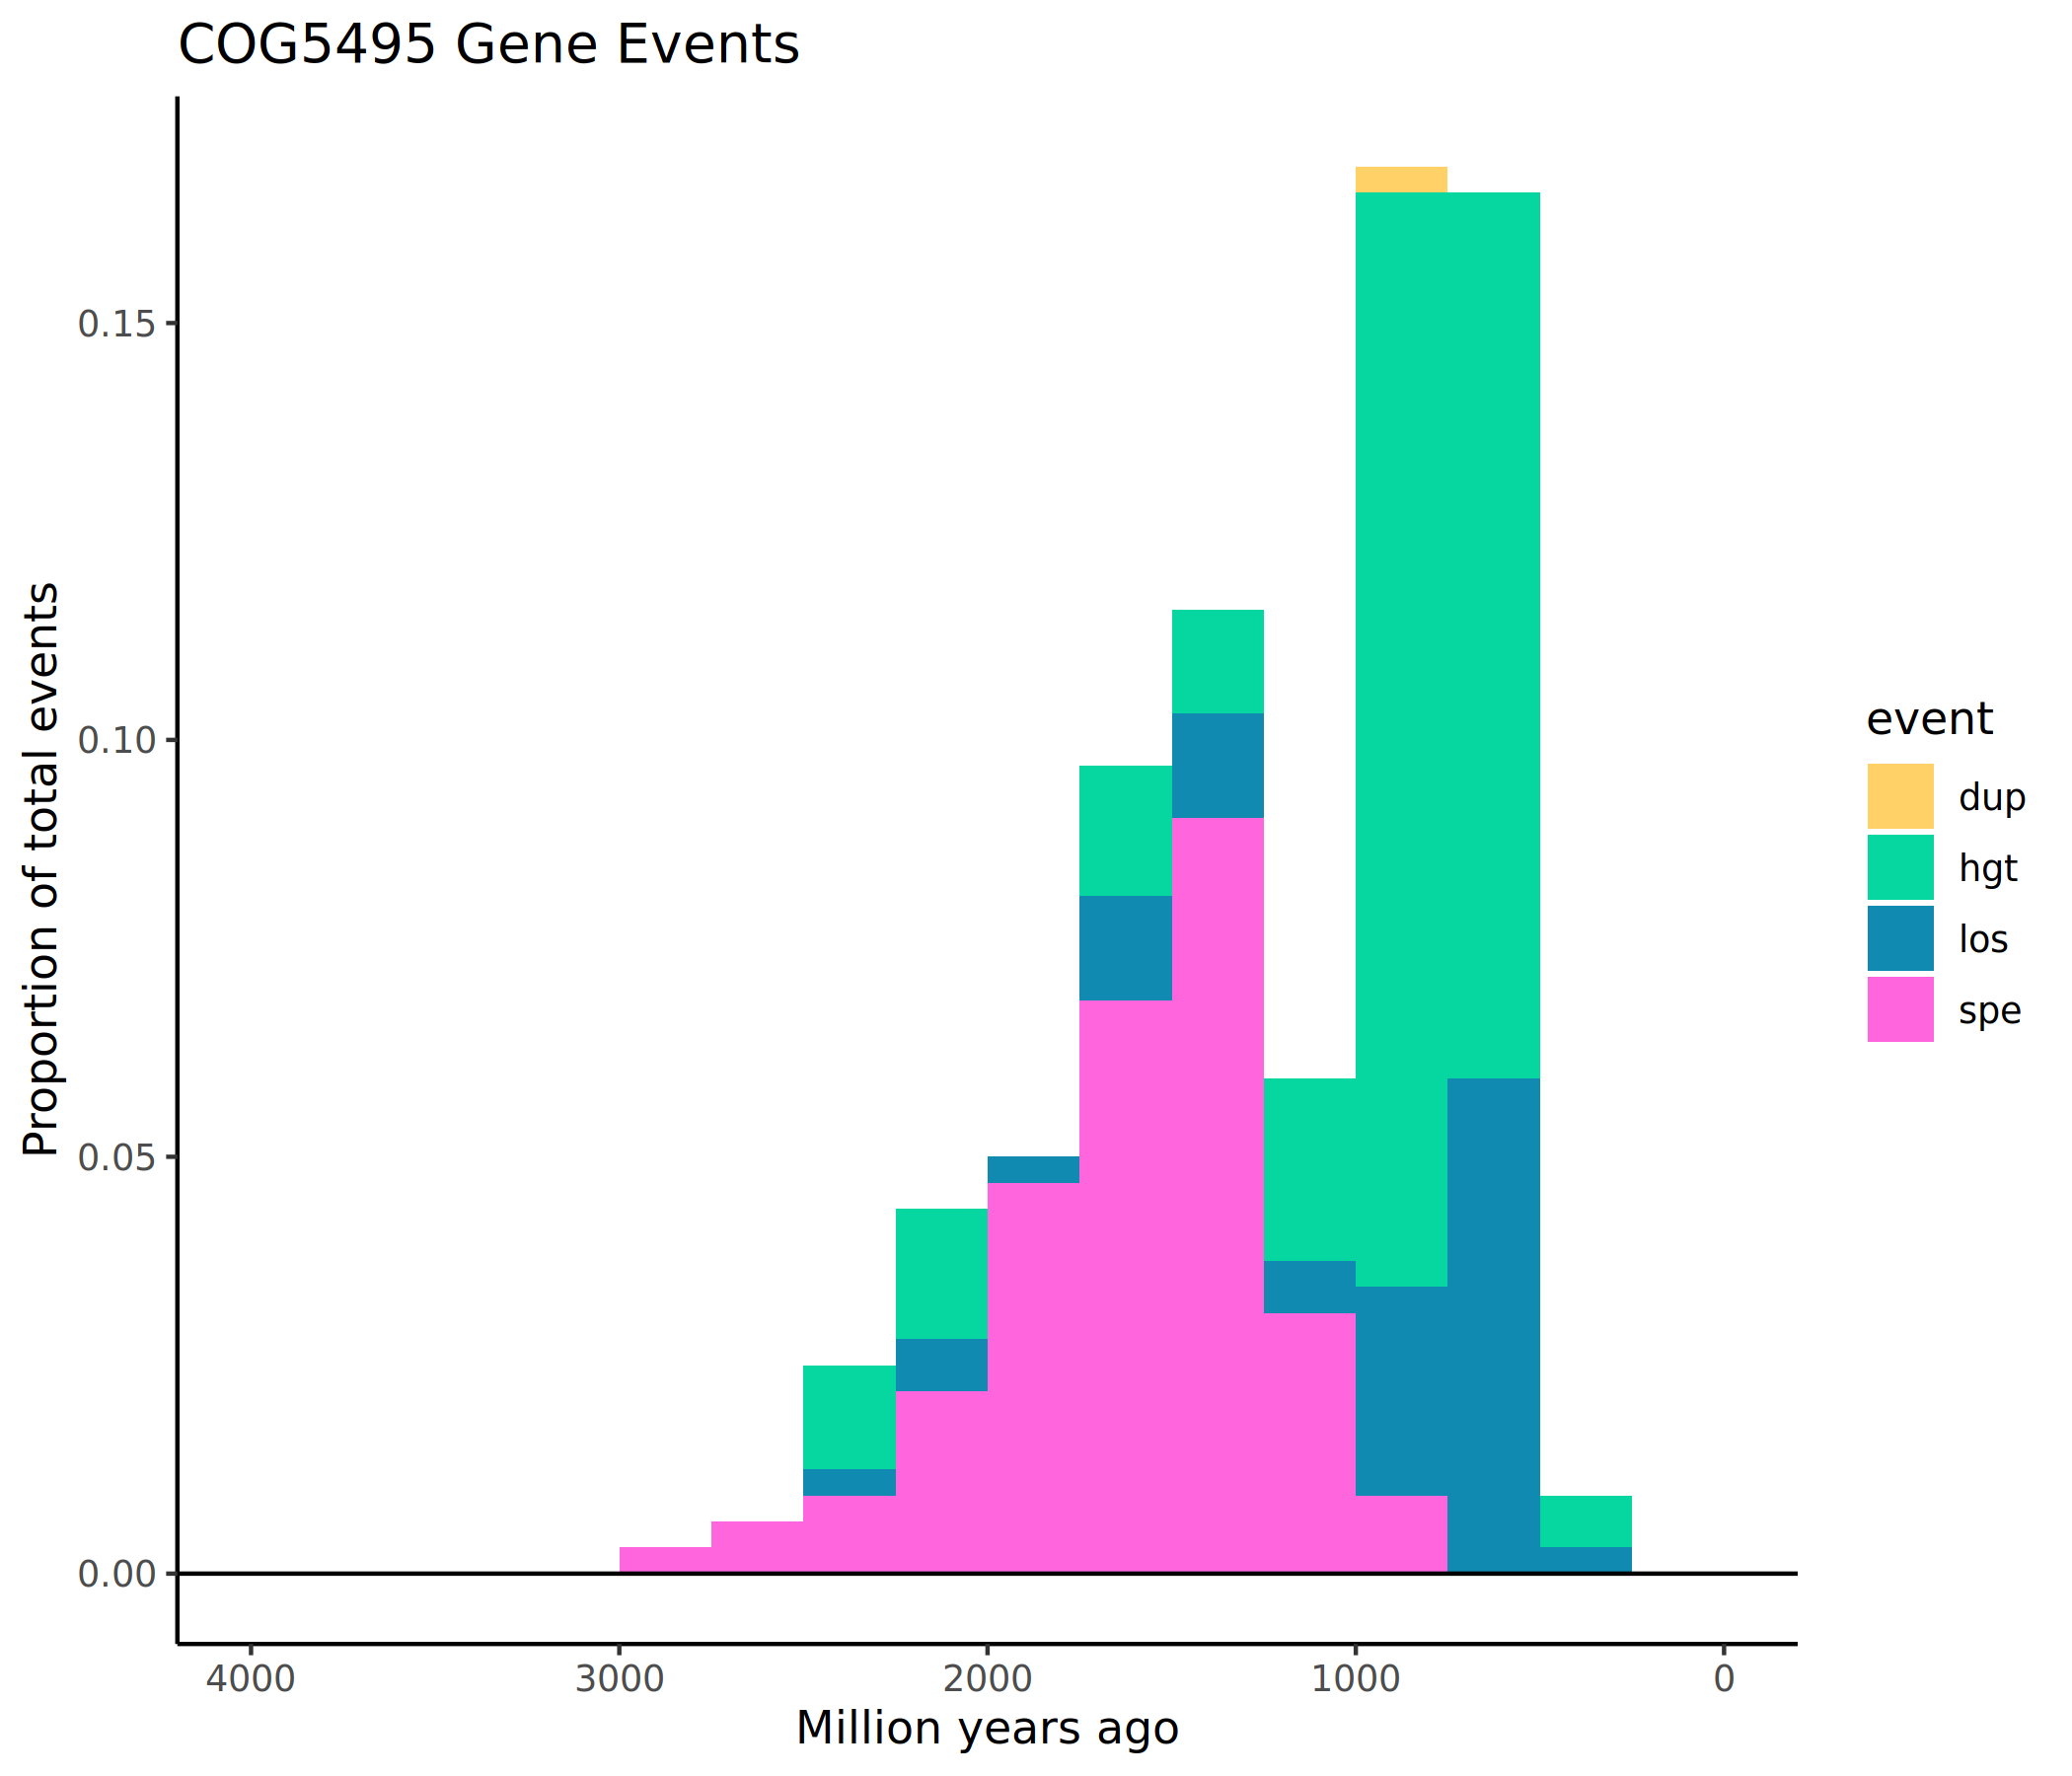 COG5495 Gene Events
Proportion of total events
0.15
0.10
0.05
0.00
4000 3000 2000 1000 0
Million years ago
event
dup
hgt
los
spe